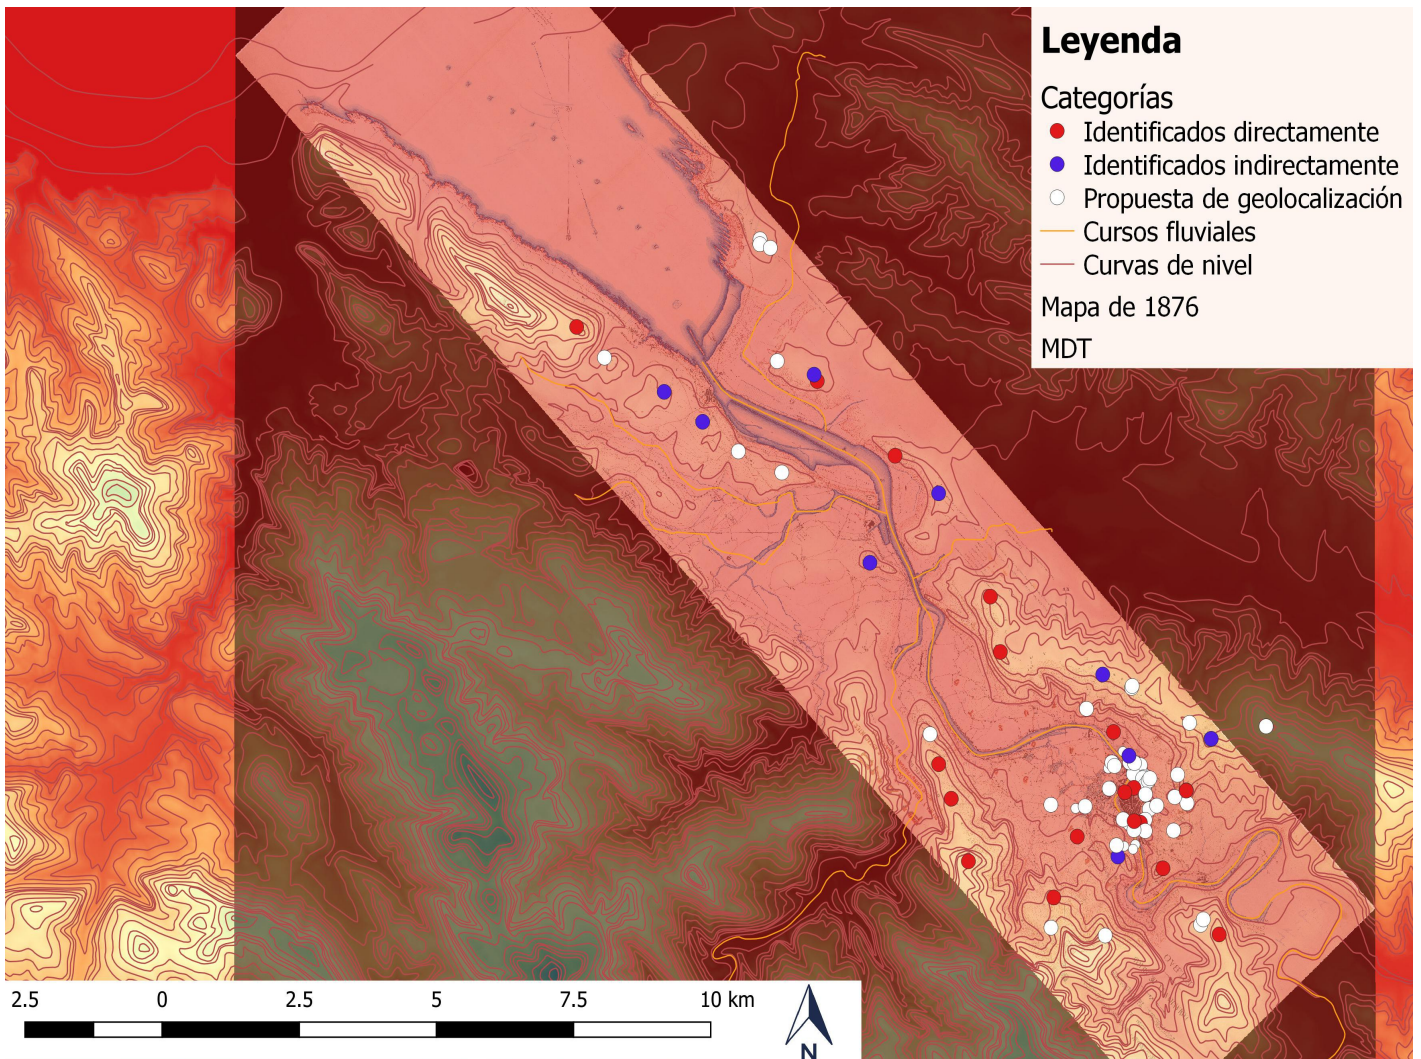 Leyenda
Categorías
Identificados directamente
Identificados indirectamente
Propuesta de geolocalización
Cursos fluviales
Curvas de nivel
Mapa de 1876
MDT
2.5 0 2.5 5 7.5 10 km
N